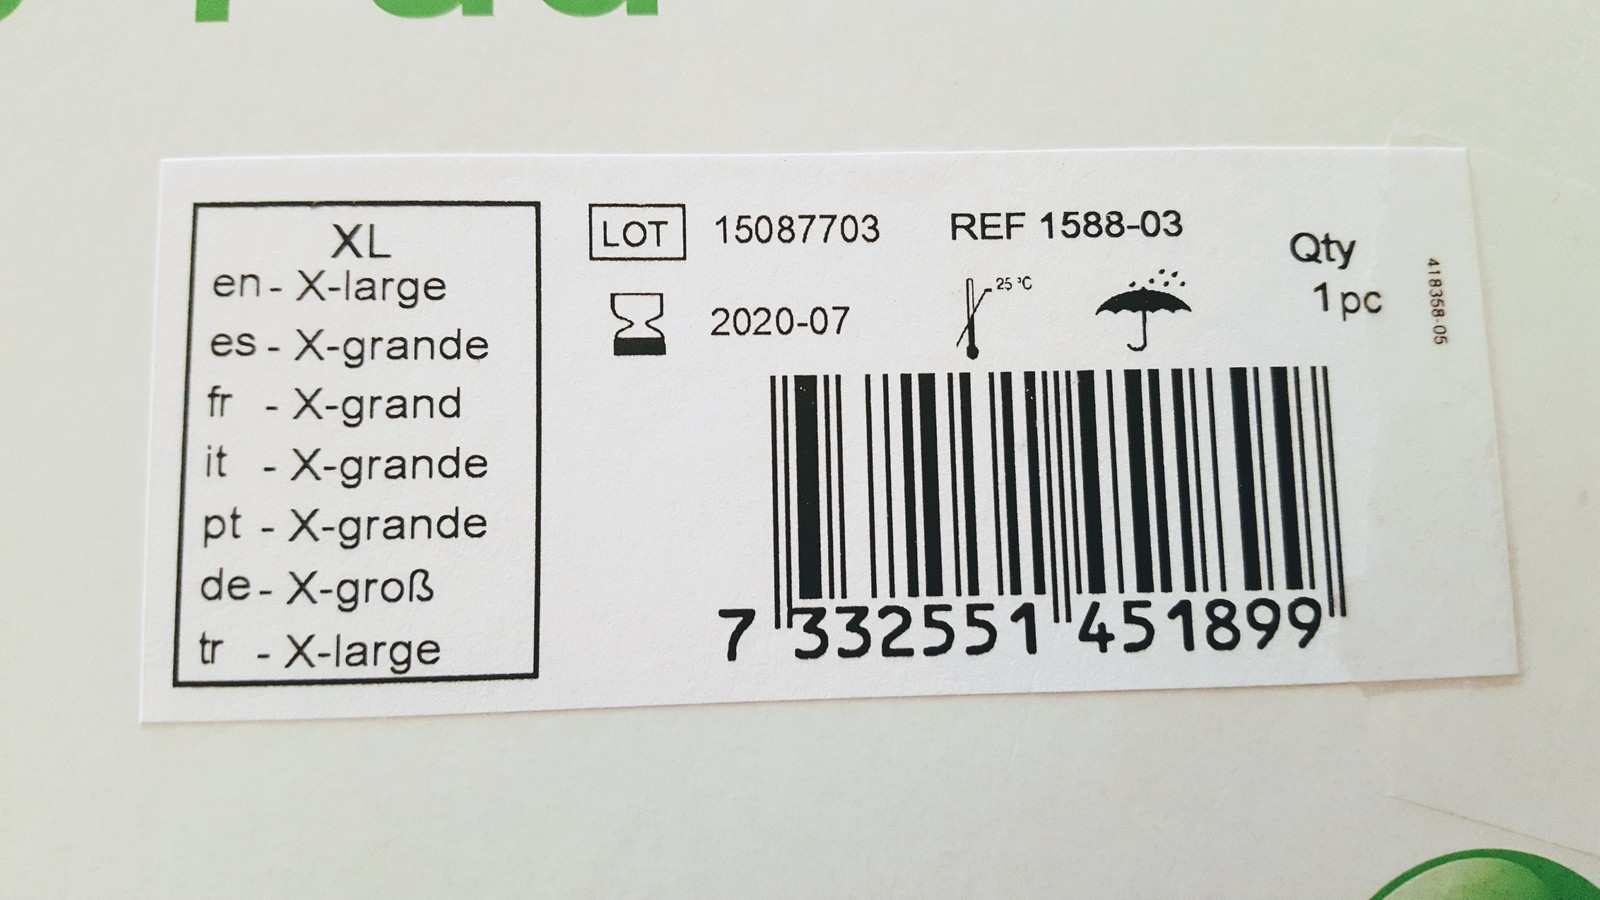 XL
en - X-large
es - X-grande
fr - X-grand
it - X-grande
pt - X-grande
de - X-groß
tr - X-large
LOT 15087703 REF 1588-03
2020-07
25 °C
Qty
1 pc
418358-05
7 332551 451899